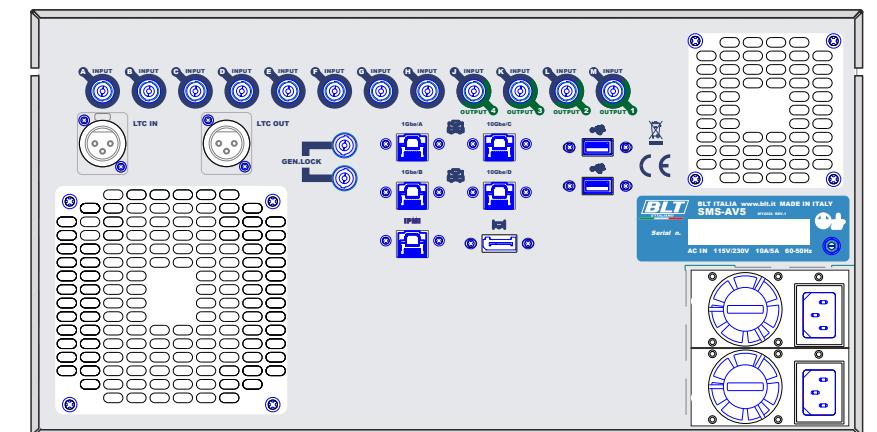 A INPUT B INPUT C INPUT D INPUT E INPUT F INPUT G INPUT H INPUT J INPUT K INPUT L INPUT M INPUT
OUTPUT 4 OUTPUT 3 OUTPUT 2 OUTPUT 1
LTC IN
LTC OUT
1Gbe/A
10Gbe/C
GEN.LOCK
1Gbe/B
10Gbe/D
IPMI
CE
BLT
BLT ITALIA www.blt.it MADE IN ITALY
SMS-AV5
Serial n.
AC IN 115V/230V 10A/5A 60-50Hz